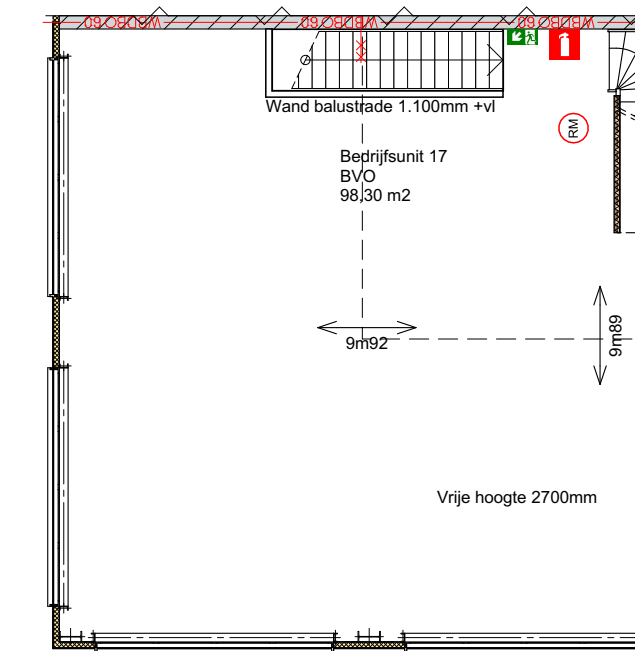 WBDBO 60 WBDBO 60 WBDBO 60
Wand balustrade 1.100mm +vl
RM
Bedrijfsunit 17
BVO
98,30 m2
9m92
9m89
Vrije hoogte 2700mm